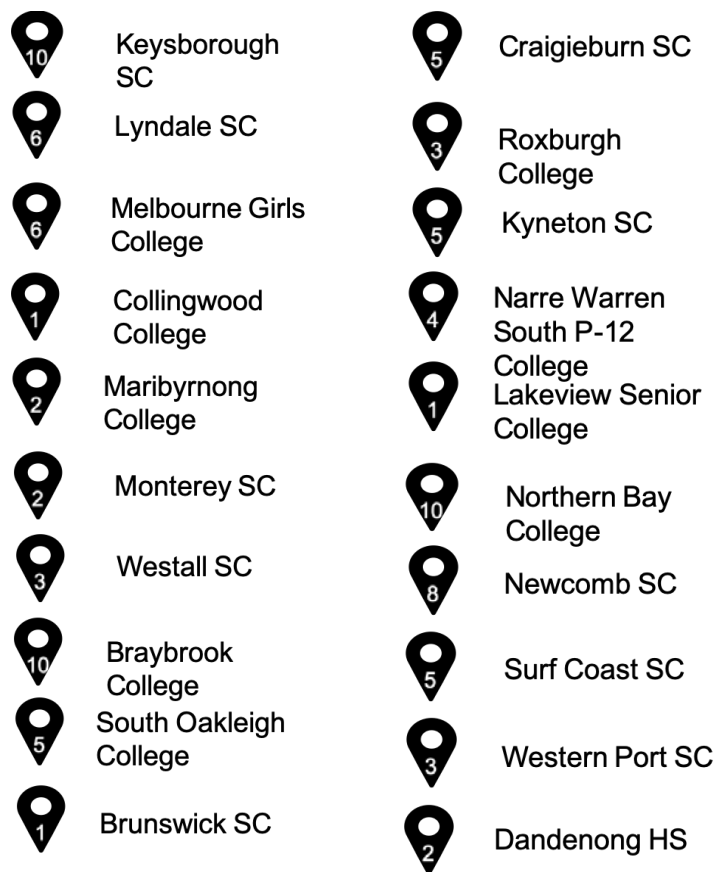 10
Keysborough
SC
6
Lyndale SC
6
Melbourne Girls
College
1
Collingwood
College
2
Maribyrnong
College
2
Monterey SC
3
Westall SC
10
Braybrook
College
5
South Oakleigh
College
1
Brunswick SC
5
Craigieburn SC
3
Roxburgh
College
5
Kyneton SC
4
Narre Warren
South P-12
College
1
Lakeview Senior
College
10
Northern Bay
College
8
Newcomb SC
5
Surf Coast SC
3
Western Port SC
2
Dandenong HS